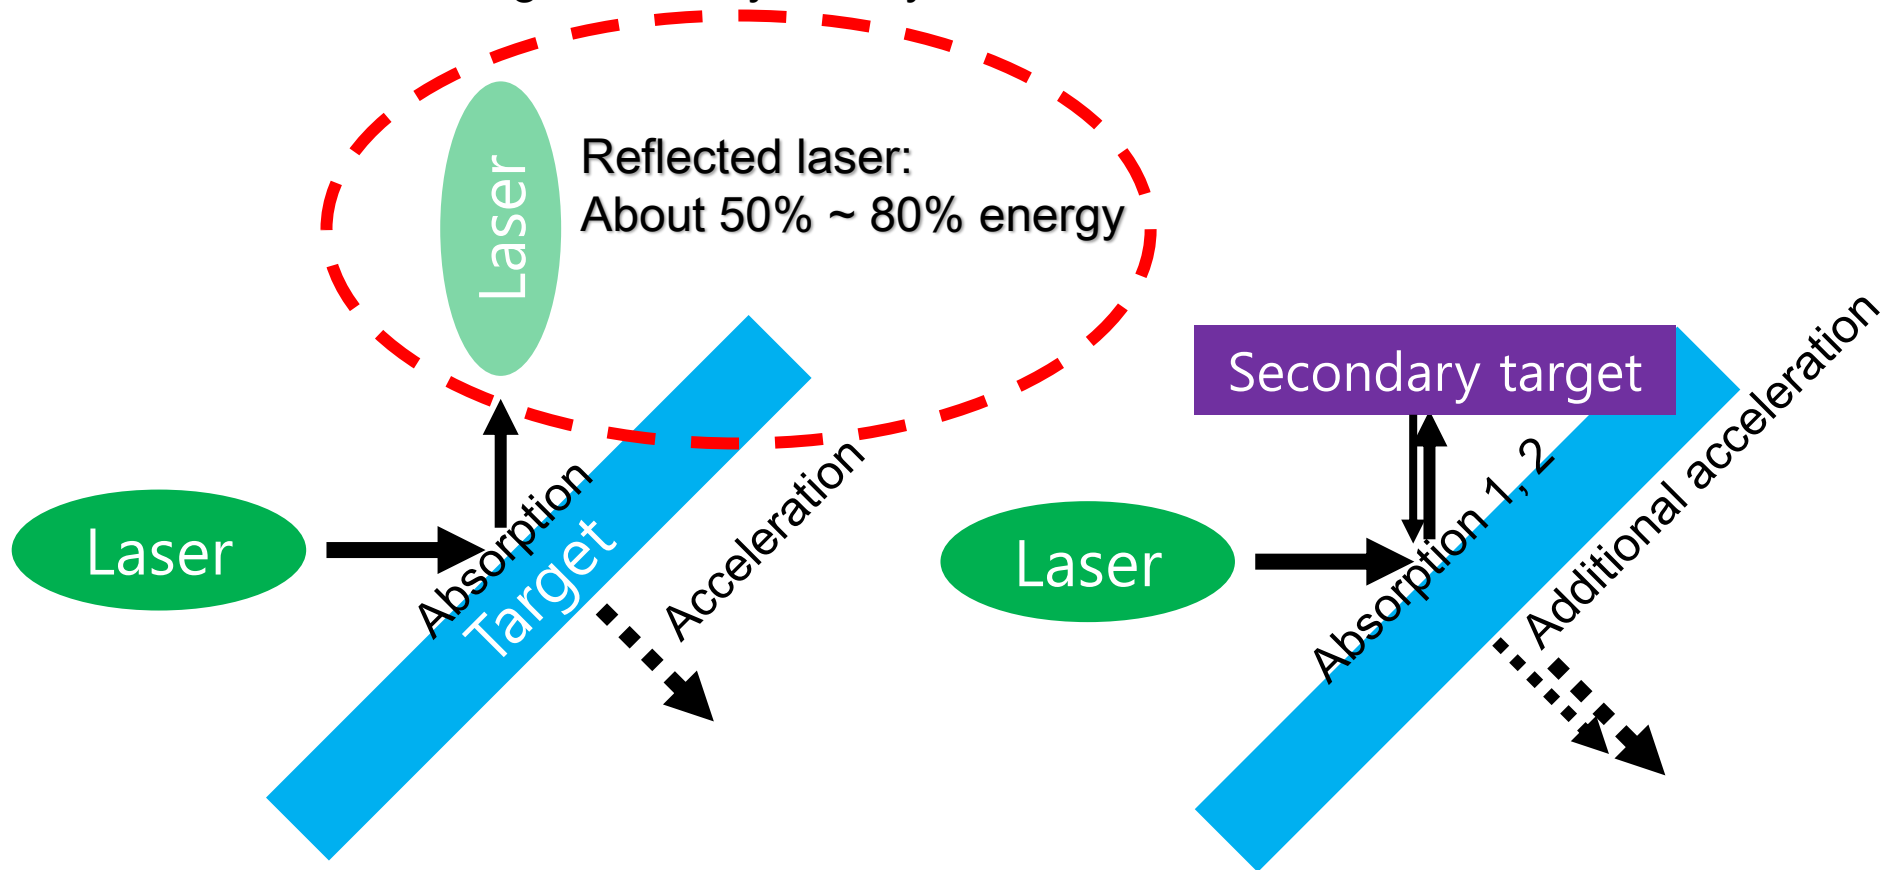 Laser
Reflected laser:
About 50% ~ 80% energy
Laser
Absorption
Target
Acceleration
Secondary target
Laser
Absorption 1, 2
Additional acceleration